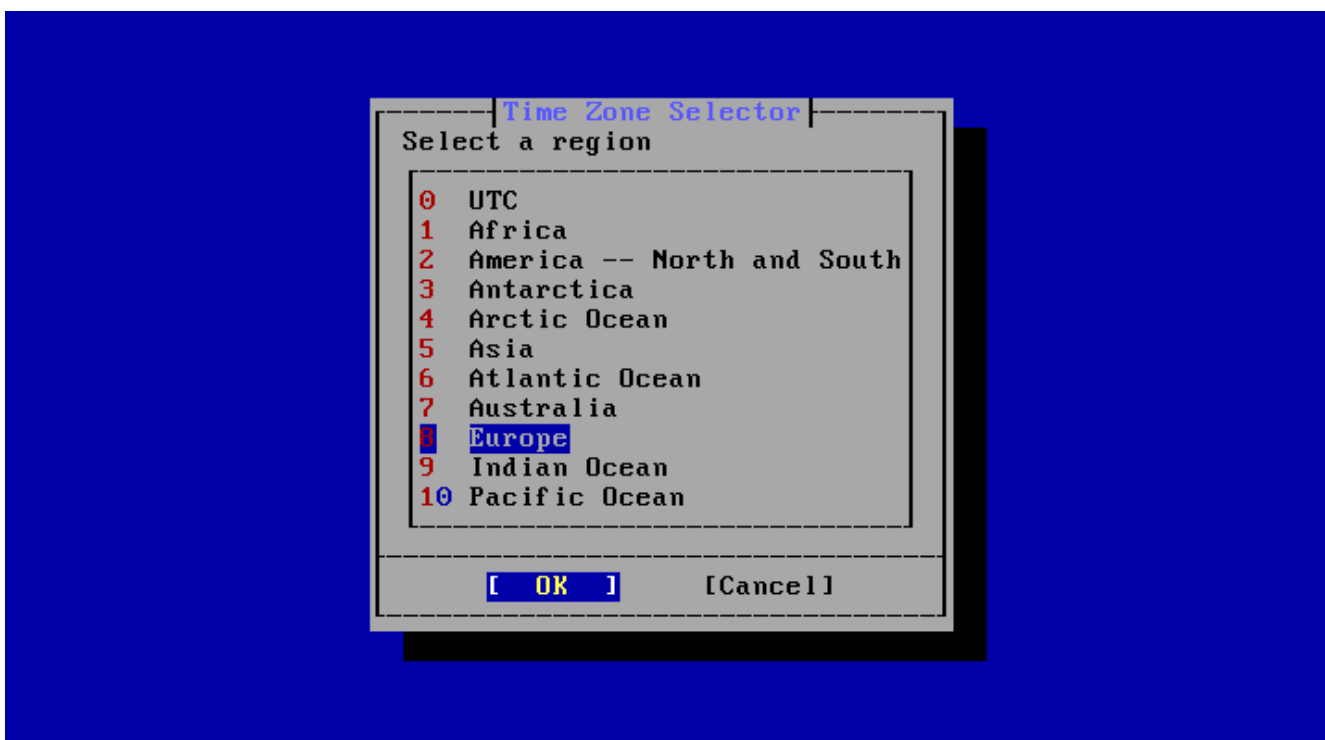 Time Zone Selector
Select a region
0 UTC
1 Africa
2 America -- North and South
3 Antarctica
4 Arctic Ocean
5 Asia
6 Atlantic Ocean
7 Australia
8 Europe
9 Indian Ocean
10 Pacific Ocean
[ OK ] [Cancel]